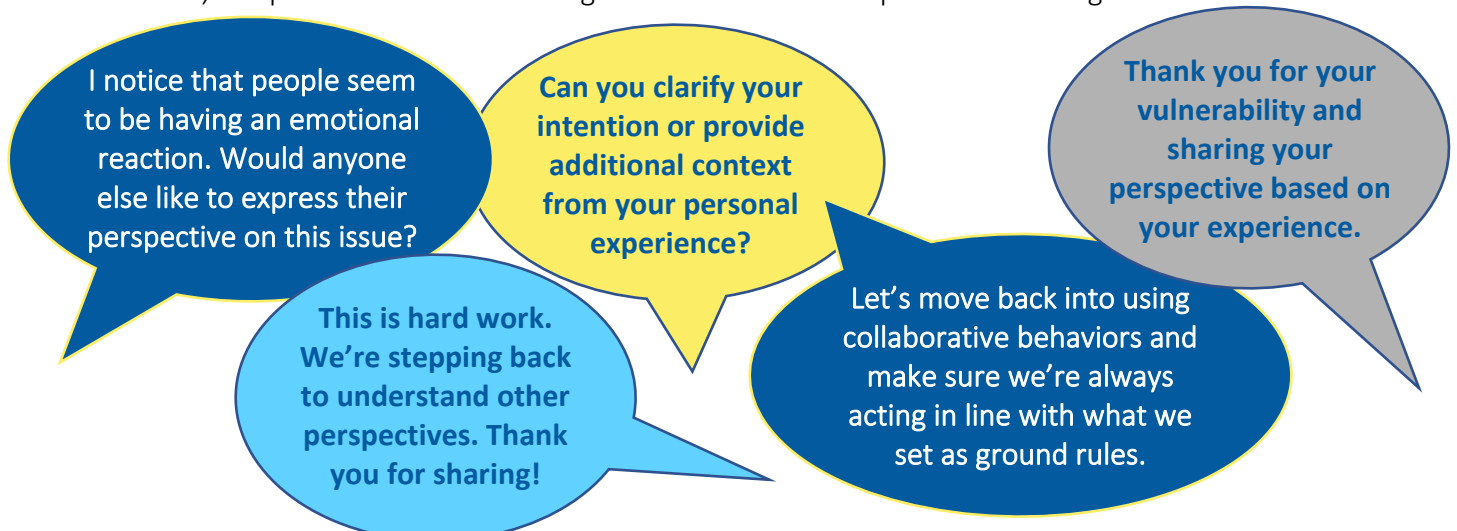 I notice that people seem
to be having an emotional
reaction. Would anyone
else like to express their
perspective on this issue?
Can you clarify your
intention or provide
additional context
from your personal
experience?
Thank you for your
vulnerability and
sharing your
perspective based on
your experience.
This is hard work.
We’re stepping back
to understand other
perspectives. Thank
you for sharing!
Let’s move back into using
collaborative behaviors and
make sure we’re always
acting in line with what we
set as ground rules.